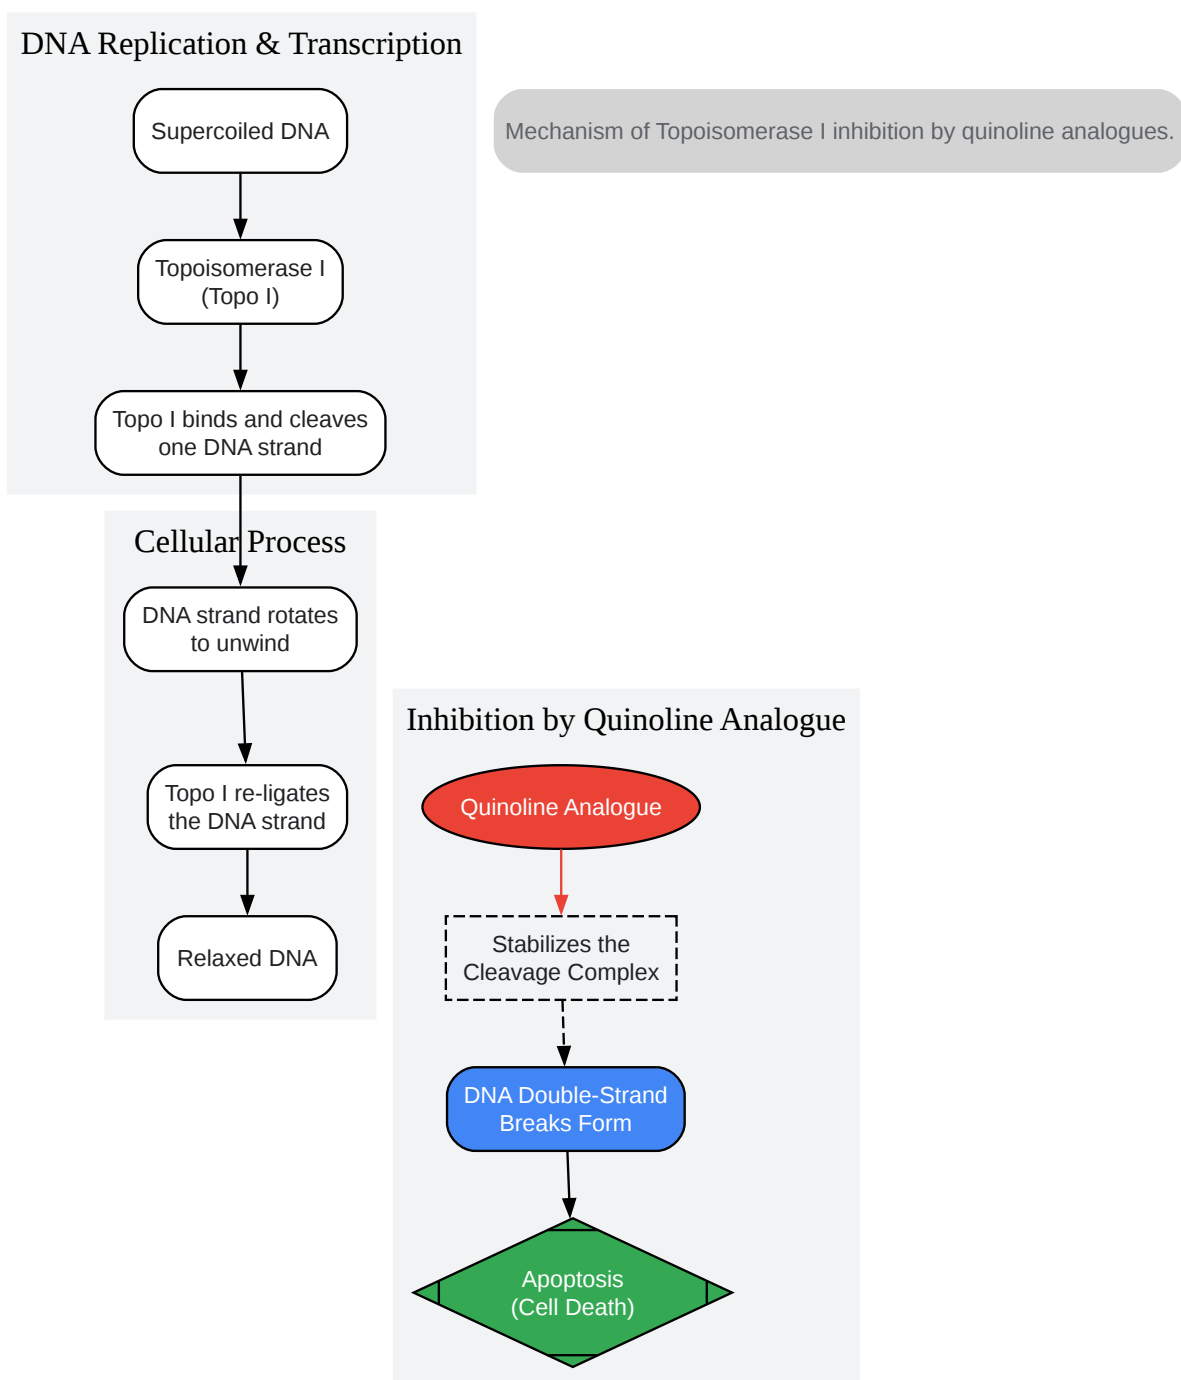 DNA Replication & Transcription
Supercoiled DNA
Mechanism of Topoisomerase I inhibition by quinoline analogues.
Topoisomerase I
(Topo I)
Topo I binds and cleaves
one DNA strand
Cellular Process
DNA strand rotates
to unwind
Topo I re-ligates
the DNA strand
Relaxed DNA
Inhibition by Quinoline Analogue
Quinoline Analogue
Stabilizes the
Cleavage Complex
DNA Double-Strand
Breaks Form
Apoptosis
(Cell Death)